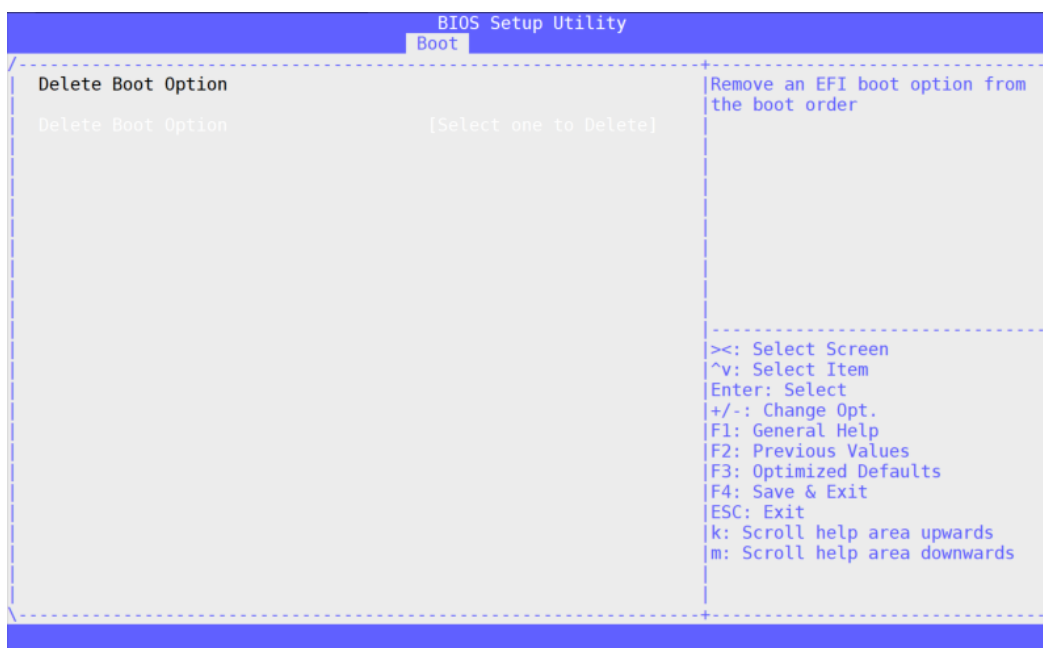 BIOS Setup Utility
Boot
Delete Boot Option
Delete Boot Option [Select one to Delete]
Remove an EFI boot option from
the boot order
><: Select Screen
^v: Select Item
Enter: Select
+/-: Change Opt.
F1: General Help
F2: Previous Values
F3: Optimized Defaults
F4: Save & Exit
ESC: Exit
k: Scroll help area upwards
m: Scroll help area downwards